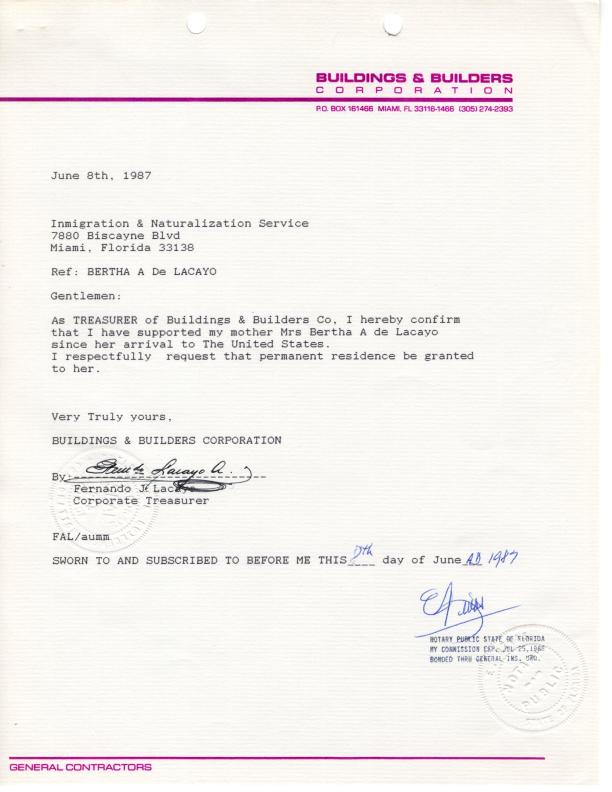 BUILDINGS & BUILDERS
CORPORATION
P.O. BOX 161466 MIAMI, FL 33116-1466 (305) 274-2393
June 8th, 1987
Inmigration & Naturalization Service
7880 Biscayne Blvd
Miami, Florida 33138
Ref: BERTHA A De LACAYO
Gentlemen:
As TREASURER of Buildings & Builders Co, I hereby confirm
that I have supported my mother Mrs Bertha A de Lacayo
since her arrival to The United States.
I respectfully request that permanent residence be granted
to her.
Very Truly yours,
BUILDINGS & BUILDERS CORPORATION
By: Lacayo A.
Fernando J. Lacayo
Corporate Treasurer
FAL/aumm
SWORN TO AND SUBSCRIBED TO BEFORE ME THIS 8th day of June AD 1987
NOTARY PUBLIC STATE OF FLORIDA
MY COMMISSION EXP. JUL 25,
BONDED THRU GENERAL INS. UND.
NOTARY PUBLIC
GENERAL CONTRACTORS